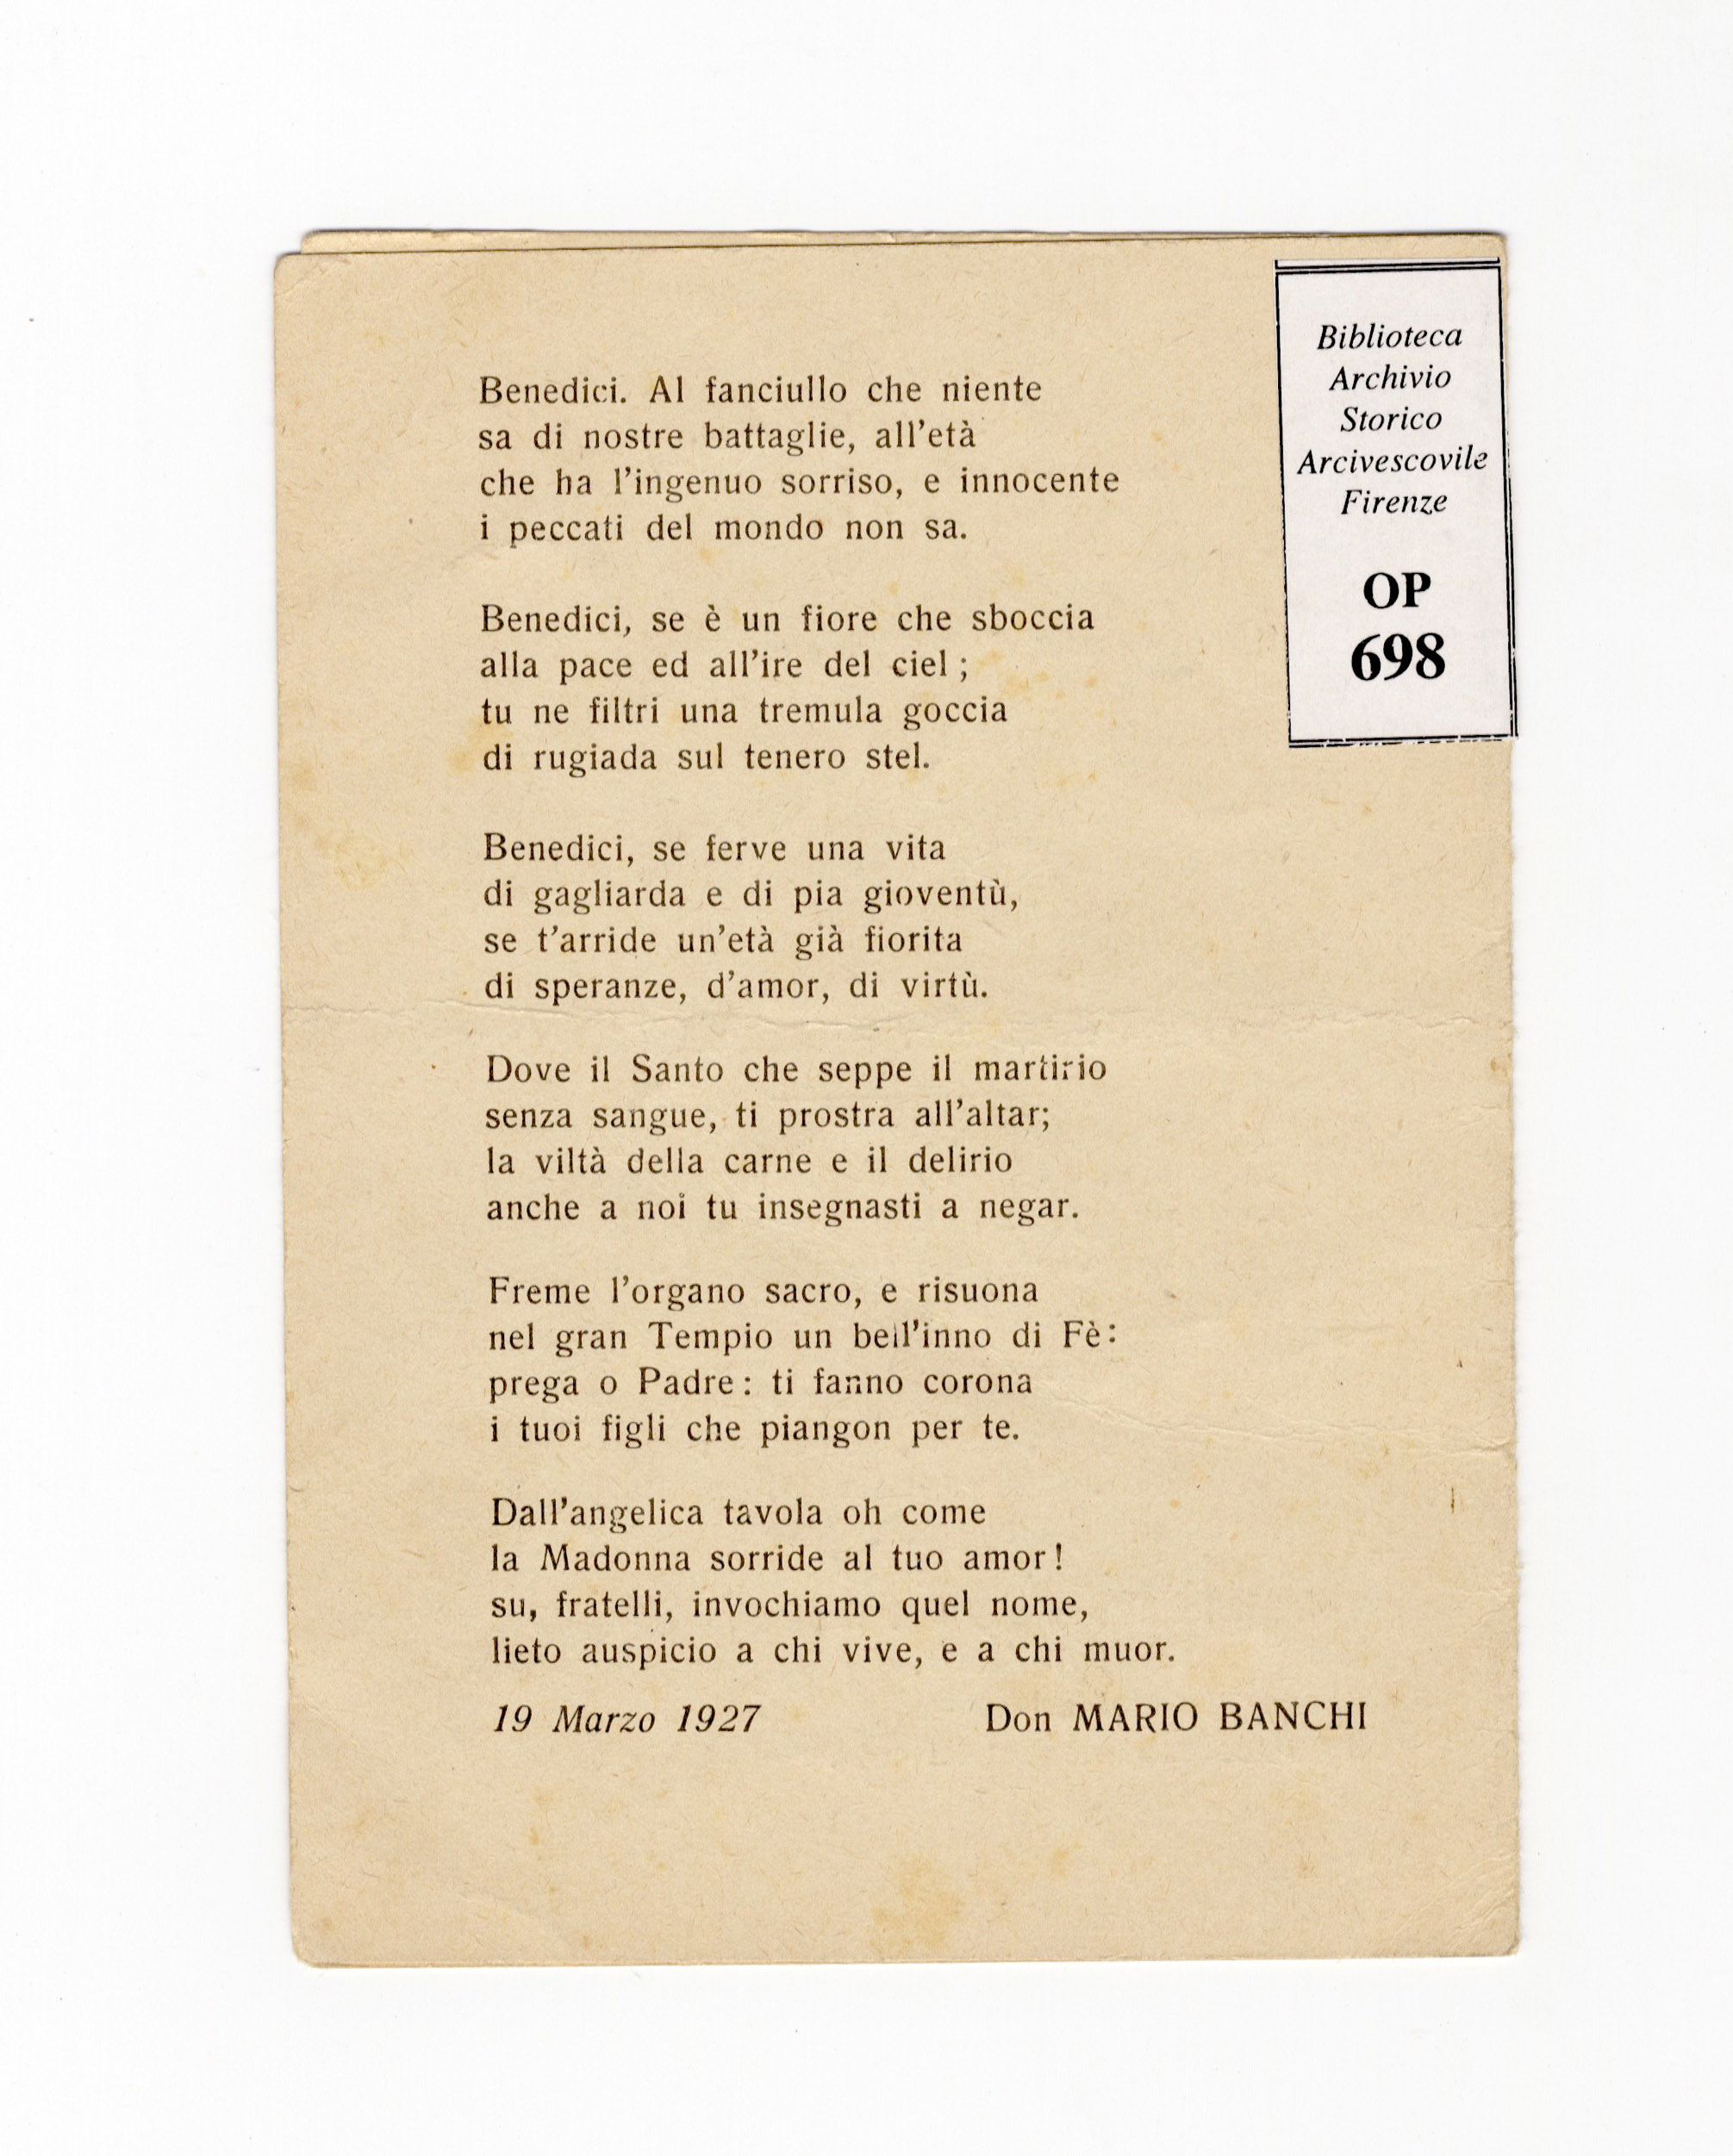 Benedici. Al fanciullo che niente
sa di nostre battaglie, all'età
che ha l'ingenuo sorriso, e innocente
i peccati del mondo non sa.
Benedici, se è un fiore che sboccia
alla pace ed all'ire del ciel ;
tu ne filtri una tremula goccia
di rugiada sul tenero stel.
Benedici, se ferve una vita
di gagliarda e di pia gioventù,
se t'arride un'età già fiorita
di speranze, d'amor, di virtù.
Dove il Santo che seppe il martirio
senza sangue, ti prostra all'altar;
la viltà della carne e il delirio
anche a noi tu insegnasti a negar.
Freme l'organo sacro, e risuona
nel gran Tempio un bell'inno di Fè:
prega o Padre : ti fanno corona
i tuoi figli che piangon per te.
Dall'angelica tavola oh come
la Madonna sorride al tuo amor !
su, fratelli, invochiamo quel nome,
lieto auspicio a chi vive, e a chi muor.
19 Marzo 1927 Don MARIO BANCHI
Biblioteca
Archivio
Storico
Arcivescovile
Firenze
OP
698